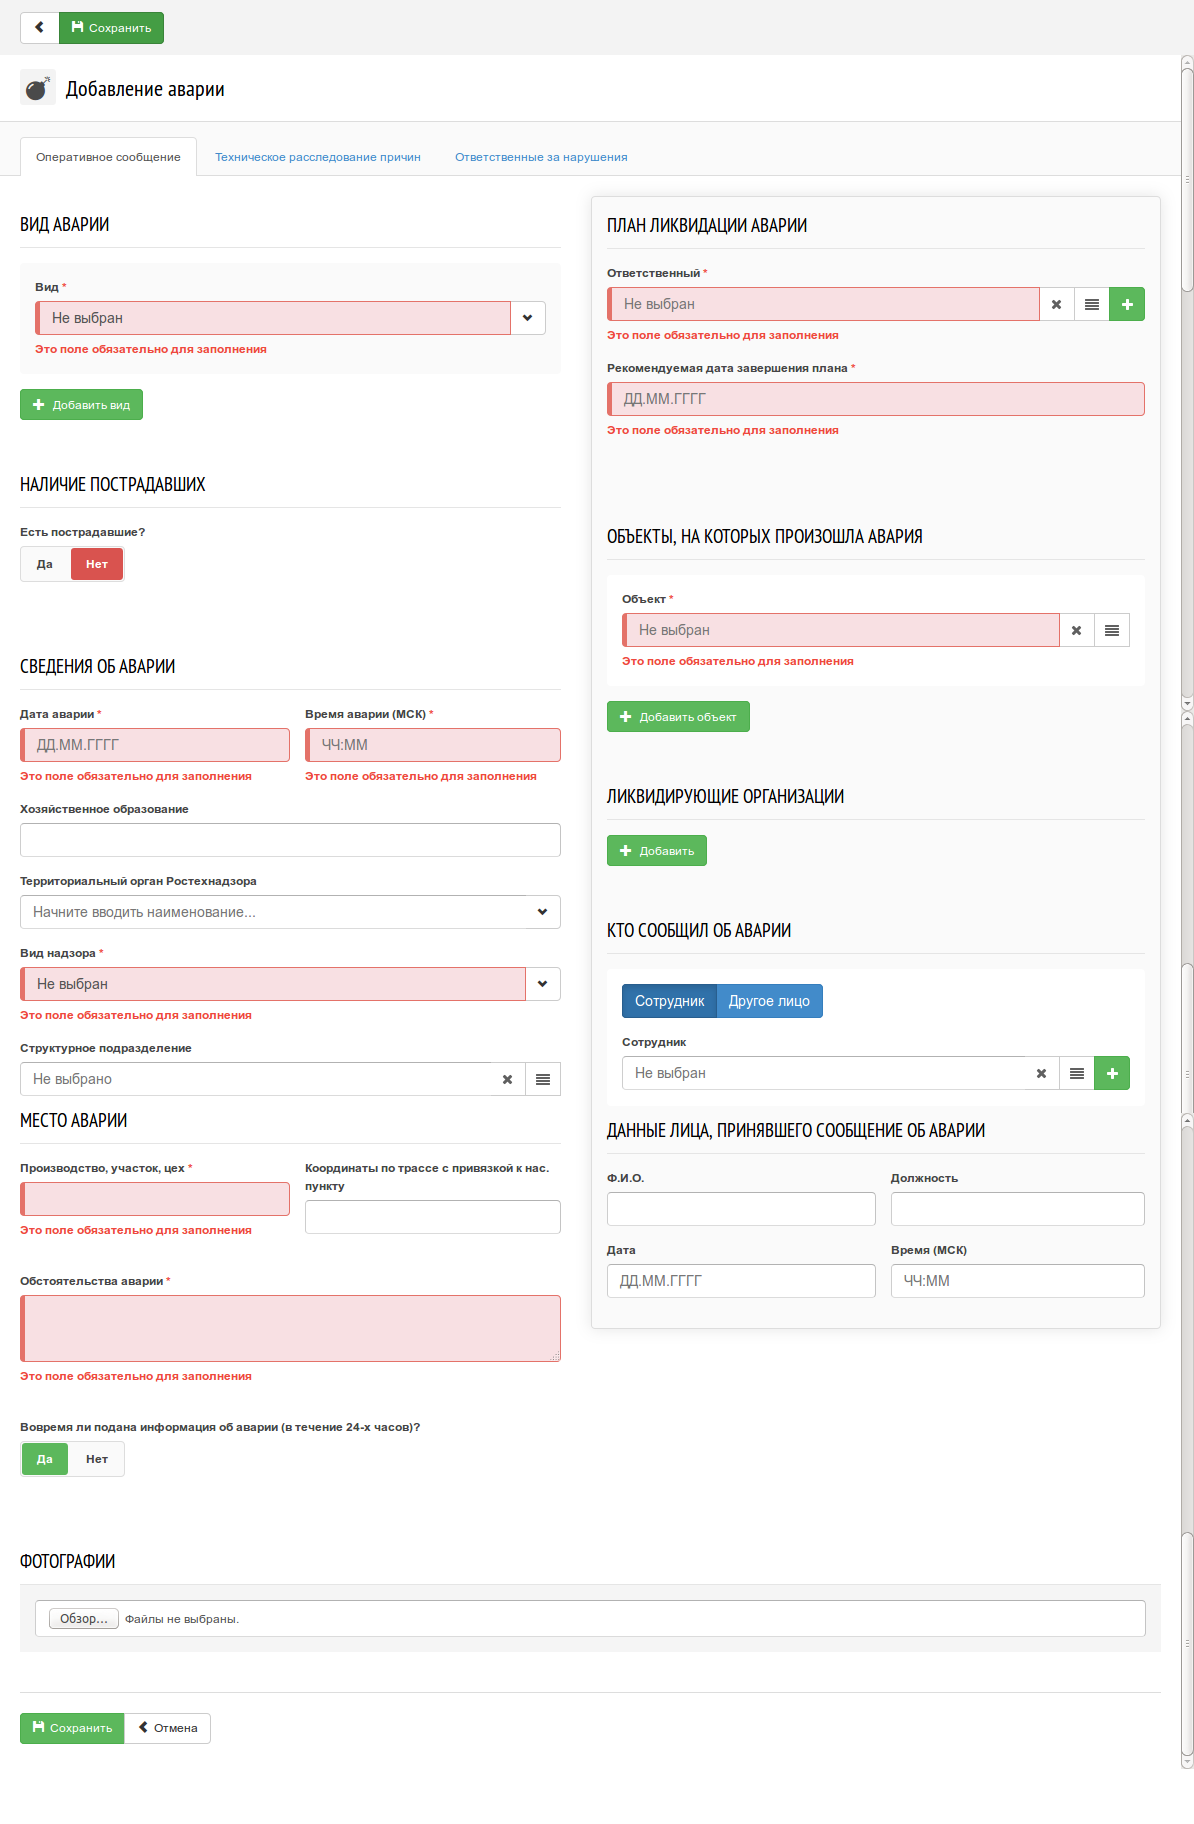 Сохранить
Добавление аварии
Оперативное сообщение
Техническое расследование причин
Ответственные за нарушения
ВИД АВАРИИ
Вид *
Не выбран
Это поле обязательно для заполнения
Добавить вид
НАЛИЧИЕ ПОСТРАДАВШИХ
Есть пострадавшие?
Да Нет
СВЕДЕНИЯ ОБ АВАРИИ
Дата аварии *
ДД.ММ.ГГГГ
Это поле обязательно для заполнения
Время аварии (МСК) *
ЧЧ:ММ
Это поле обязательно для заполнения
Хозяйственное образование
Территориальный орган Ростехнадзора
Начните вводить наименование...
Вид надзора *
Не выбран
Это поле обязательно для заполнения
Структурное подразделение
Не выбрано
МЕСТО АВАРИИ
Производство, участок, цех *
Это поле обязательно для заполнения
Координаты по трассе с привязкой к нас.
пункту
Обстоятельства аварии *
Это поле обязательно для заполнения
Вовремя ли подана информация об аварии (в течение 24-х часов)?
Да Нет
ПЛАН ЛИКВИДАЦИИ АВАРИИ
Ответственный *
Не выбран
Это поле обязательно для заполнения
Рекомендуемая дата завершения плана *
ДД.ММ.ГГГГ
Это поле обязательно для заполнения
ОБЪЕКТЫ, НА КОТОРЫХ ПРОИЗОШЛА АВАРИЯ
Объект *
Не выбран
Это поле обязательно для заполнения
Добавить объект
ЛИКВИДИРУЮЩИЕ ОРГАНИЗАЦИИ
Добавить
КТО СООБЩИЛ ОБ АВАРИИ
Сотрудник Другое лицо
Сотрудник
Не выбран
ДАННЫЕ ЛИЦА, ПРИНЯВШЕГО СООБЩЕНИЕ ОБ АВАРИИ
Ф.И.О.
Должность
Дата
ДД.ММ.ГГГГ
Время (МСК)
ЧЧ:ММ
ФОТОГРАФИИ
Обзор... Файлы не выбраны.
Сохранить Отмена